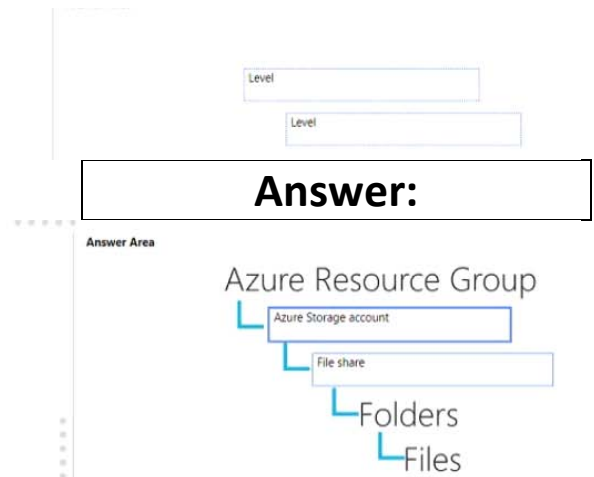 Level
Level
Answer:
Answer Area
Azure Resource Group
Azure Storage account
File share
Folders
Files